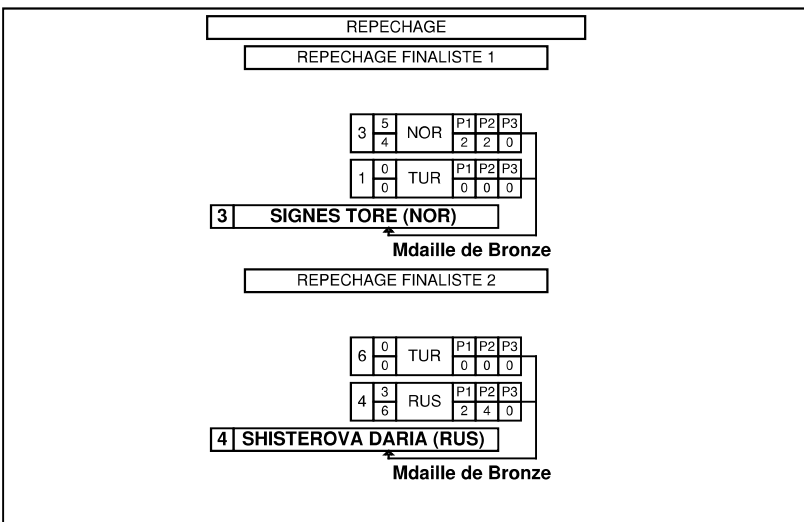 REPECHAGE
REPECHAGE FINALISTE 1
3 5 NOR P1 P2 P3
4 2 2 0
1 0 TUR P1 P2 P3
0 0 0 0
3 SIGNES TORE (NOR)
Mdaille de Bronze
REPECHAGE FINALISTE 2
6 0 TUR P1 P2 P3
0 0 0 0
4 3 RUS P1 P2 P3
6 2 4 0
4 SHISTEROVA DARIA (RUS)
Mdaille de Bronze